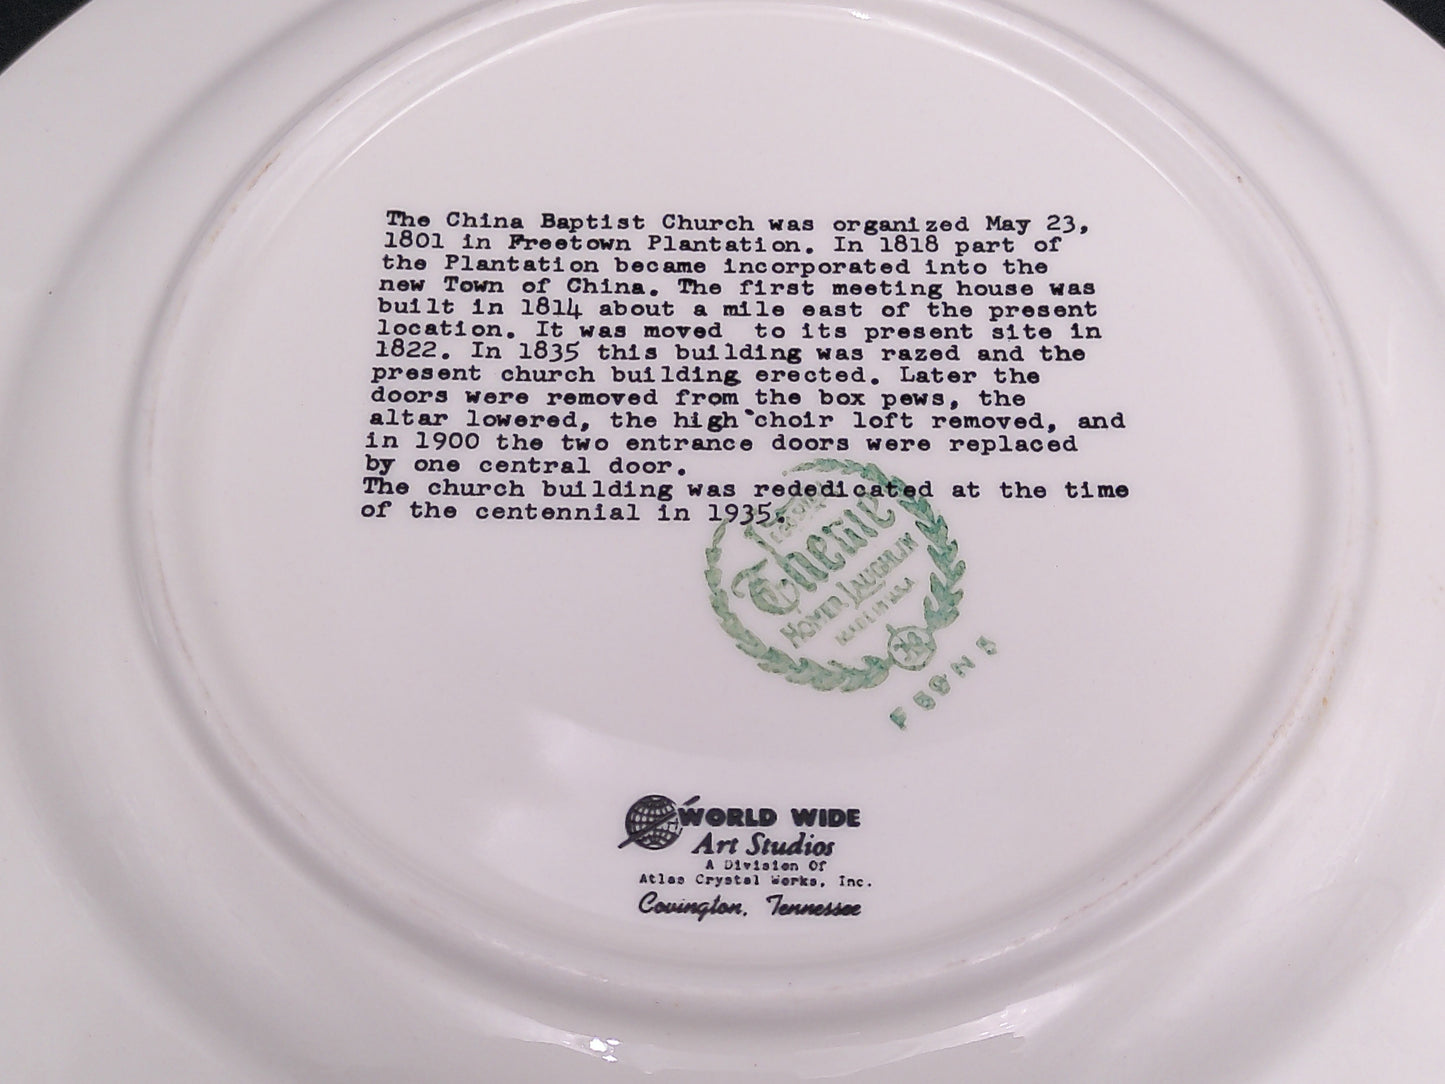 The China Baptist Church was organized May 23,
1801 in Freetown Plantation. In 1818 part of
the Plantation became incorporated into the
new Town of China. The first meeting house was
built in 1814 about a mile east of the present
location. It was moved to its present site in
1822. In 1835 this building was razed and the
present church building erected. Later the
doors were removed from the box pews, the
altar lowered, the high choir loft removed, and
in 1900 the two entrance doors were replaced
by one central door.
The church building was rededicated at the time
of the centennial in 1935.
Theme
HOMER LAUGHLIN
MADE IN U.S.A.
F 59 N 5
WORLD WIDE
Art Studios
A Division Of
Atlas Crystal Works, Inc.
Covington, Tennessee